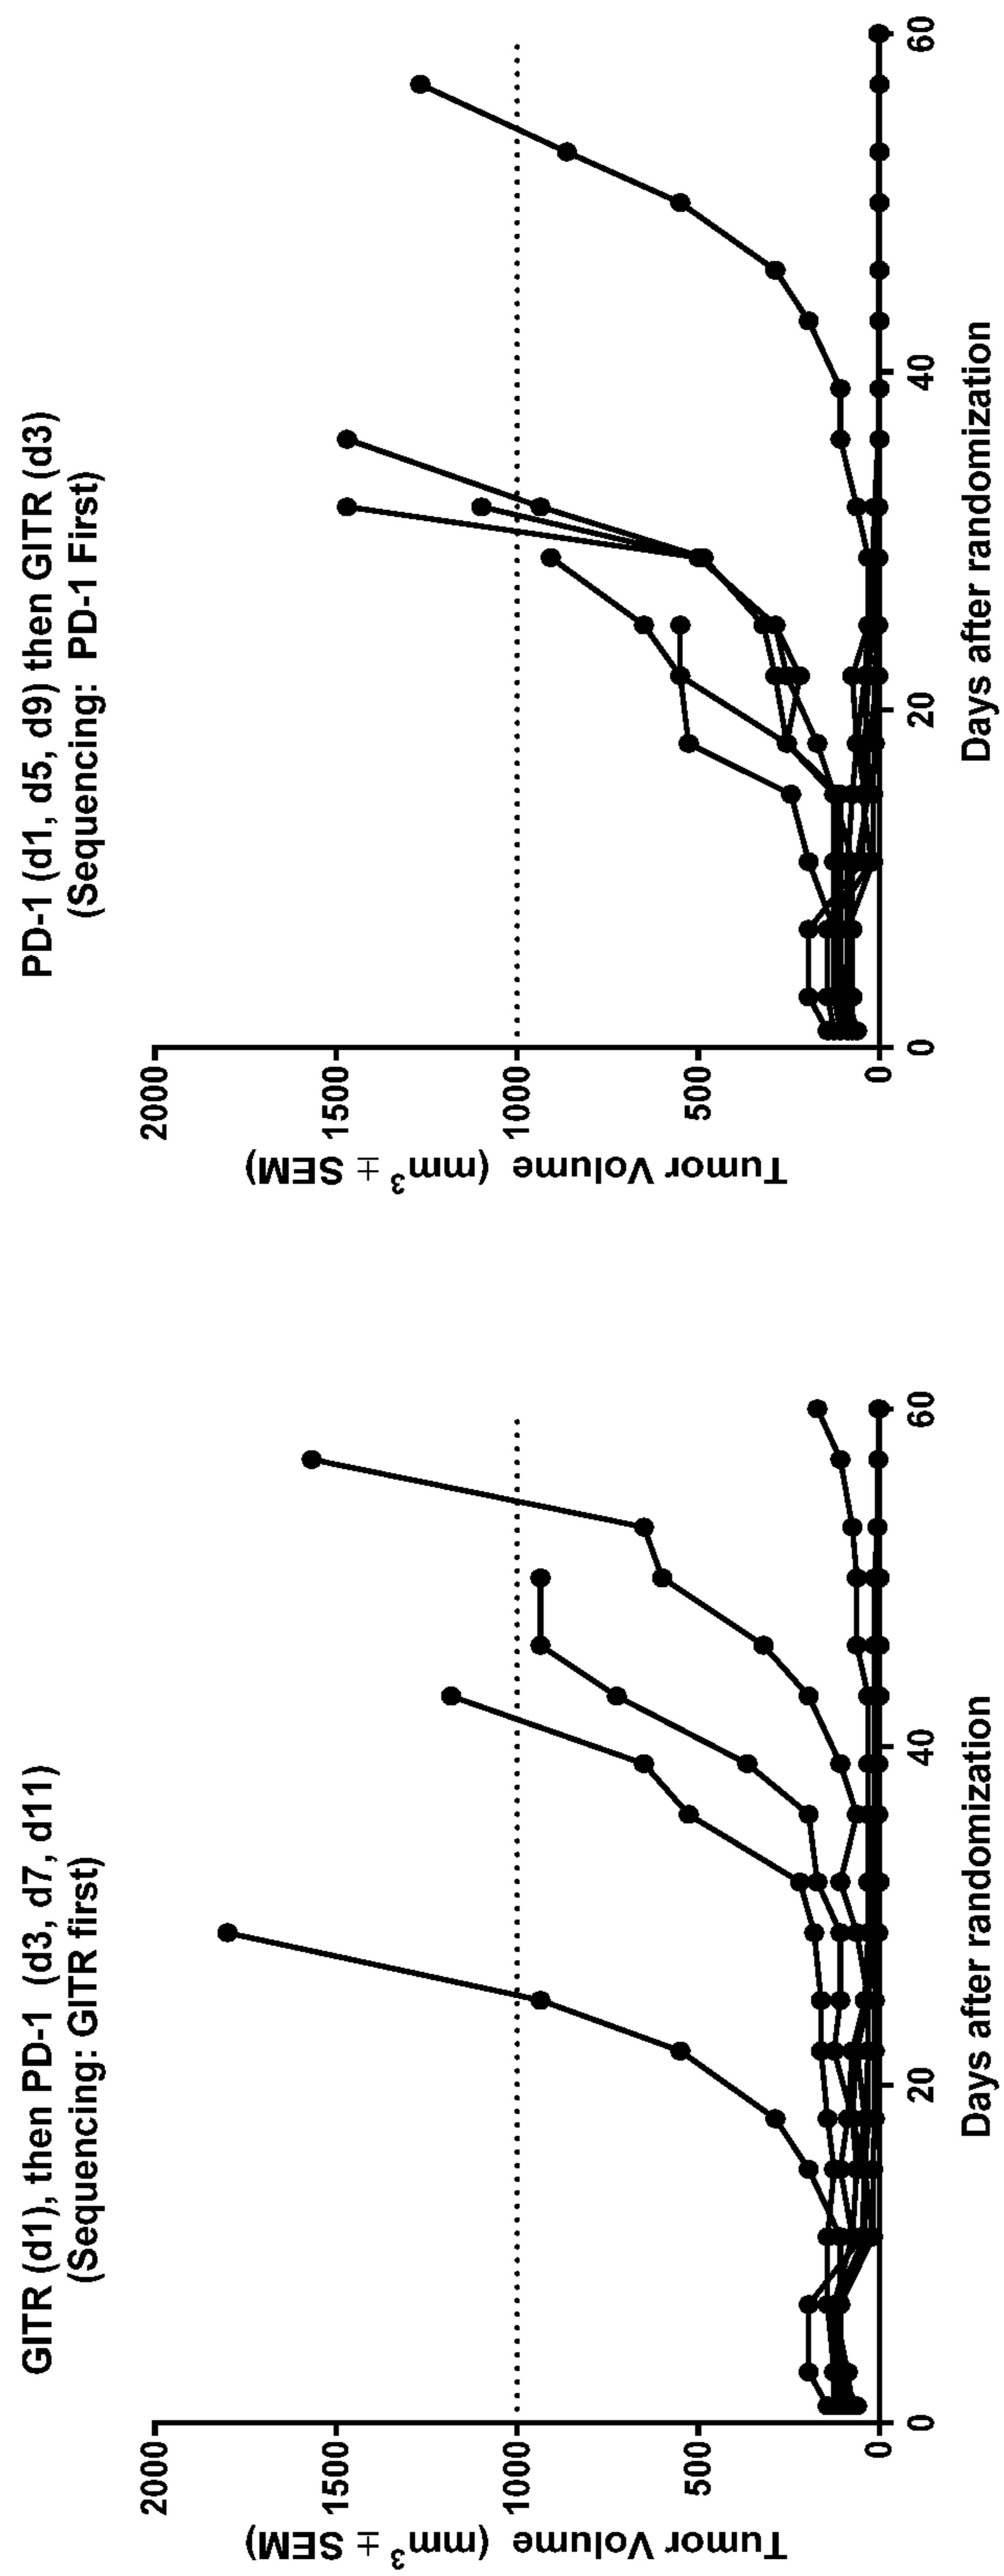 GITR (d1), then PD-1 (d3, d7, d11)
(Sequencing: GITR first)
2000
1500
1000
500
0
Tumor Volume (mm³ ± SEM)
0
20
40
60
Days after randomization
PD-1 (d1, d5, d9) then GITR (d3)
(Sequencing: PD-1 First)
2000
1500
1000
500
0
Tumor Volume (mm³ ± SEM)
0
20
40
60
Days after randomization